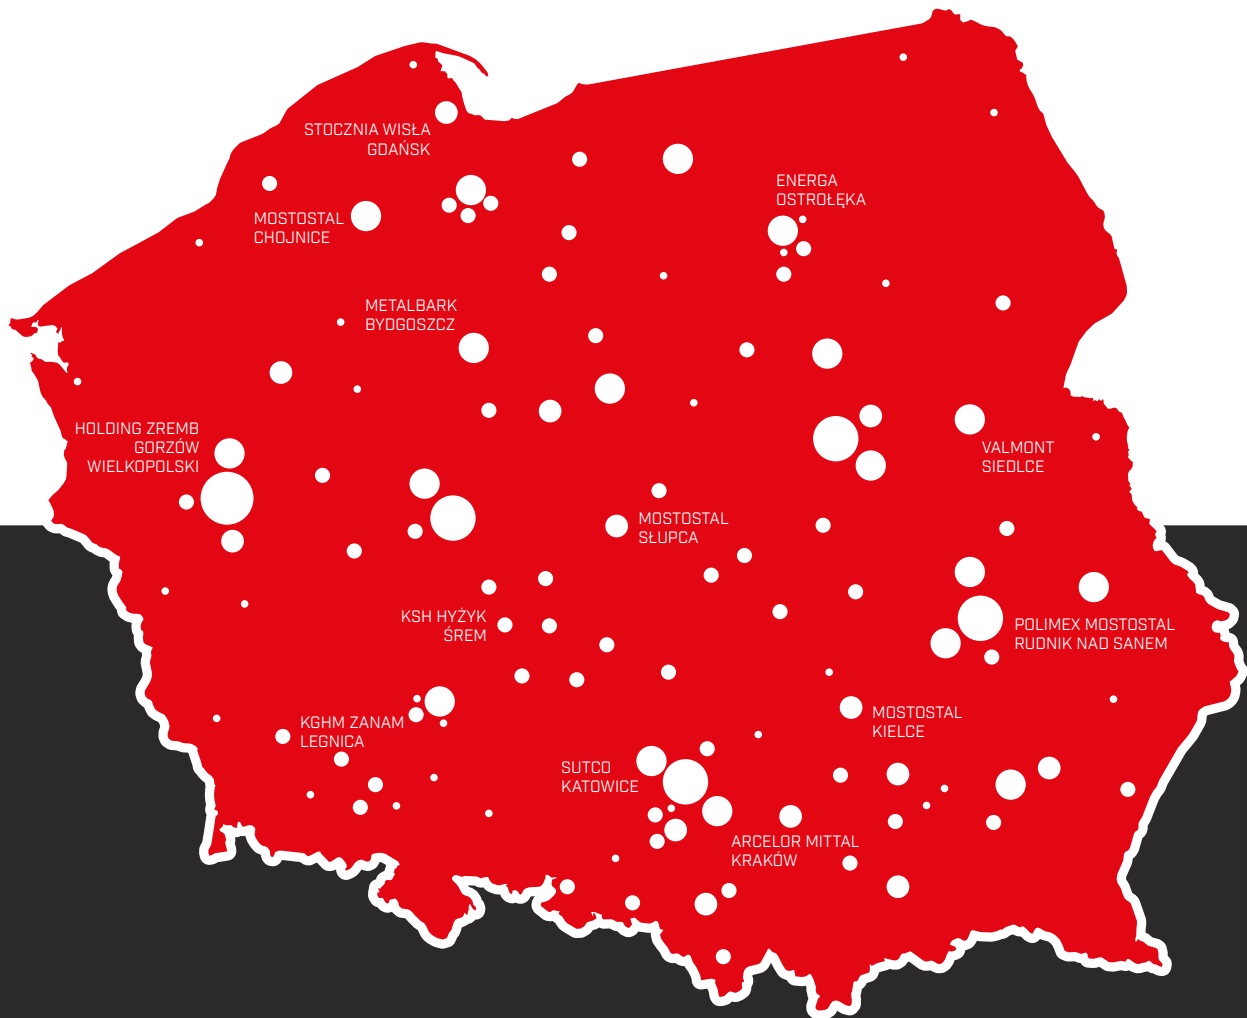 STOCZNIA WISŁA
GDAŃSK
ENERGA
OSTROŁĘKA
MOSTOSTAL
CHOJNICE
METALBARK
BYDGOSZCZ
HOLDING ZREMB
GORZÓW
WIELKOPOLSKI
VALMONT
SIEDLCE
MOSTOSTAL
SŁUPCA
KSH HYŻYK
ŚREM
POLIMEX MOSTOSTAL
RUDNIK NAD SANEM
KGHM ZANAM
LEGNICA
MOSTOSTAL
KIELCE
SUTCO
KATOWICE
ARCELOR MITTAL
KRAKÓW